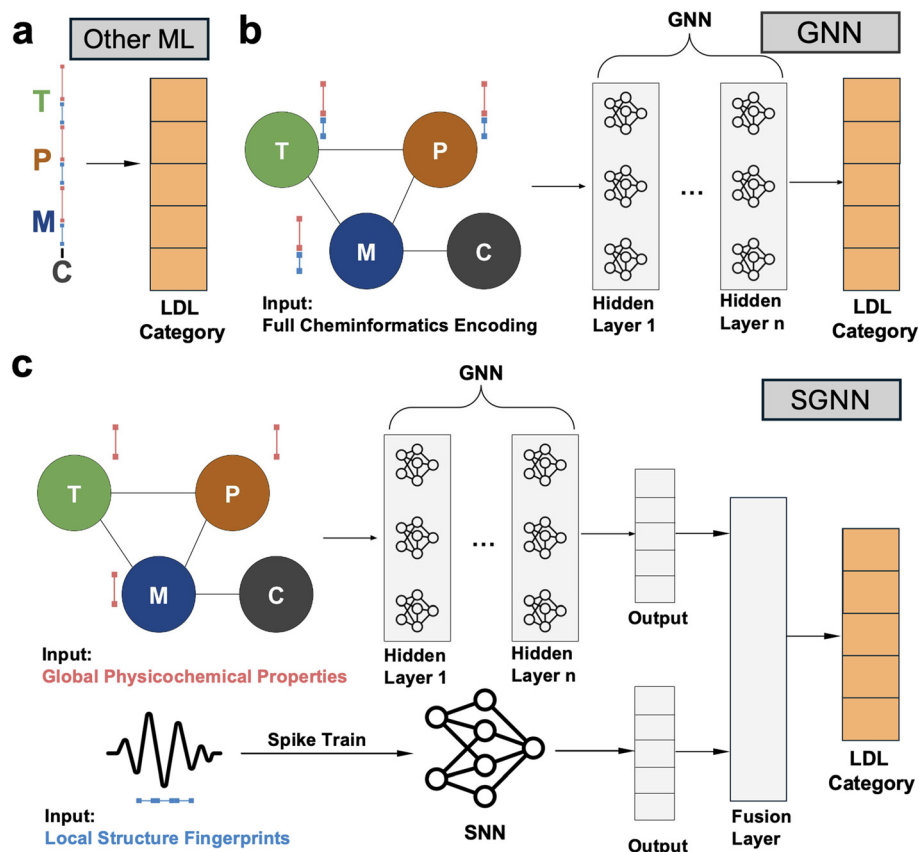 a
Other ML
T
P
M
C
LDL
Category
b
GNN
GNN
T
P
M
C
Input:
Full Cheminformatics Encoding
...
Hidden
Layer 1
Hidden
Layer n
LDL
Category
c
GNN
SGNN
T
P
M
C
Input:
Global Physicochemical Properties
...
Hidden
Layer 1
Hidden
Layer n
Output
Spike Train
Input:
Local Structure Fingerprints
SNN
Output
Fusion
Layer
LDL
Category